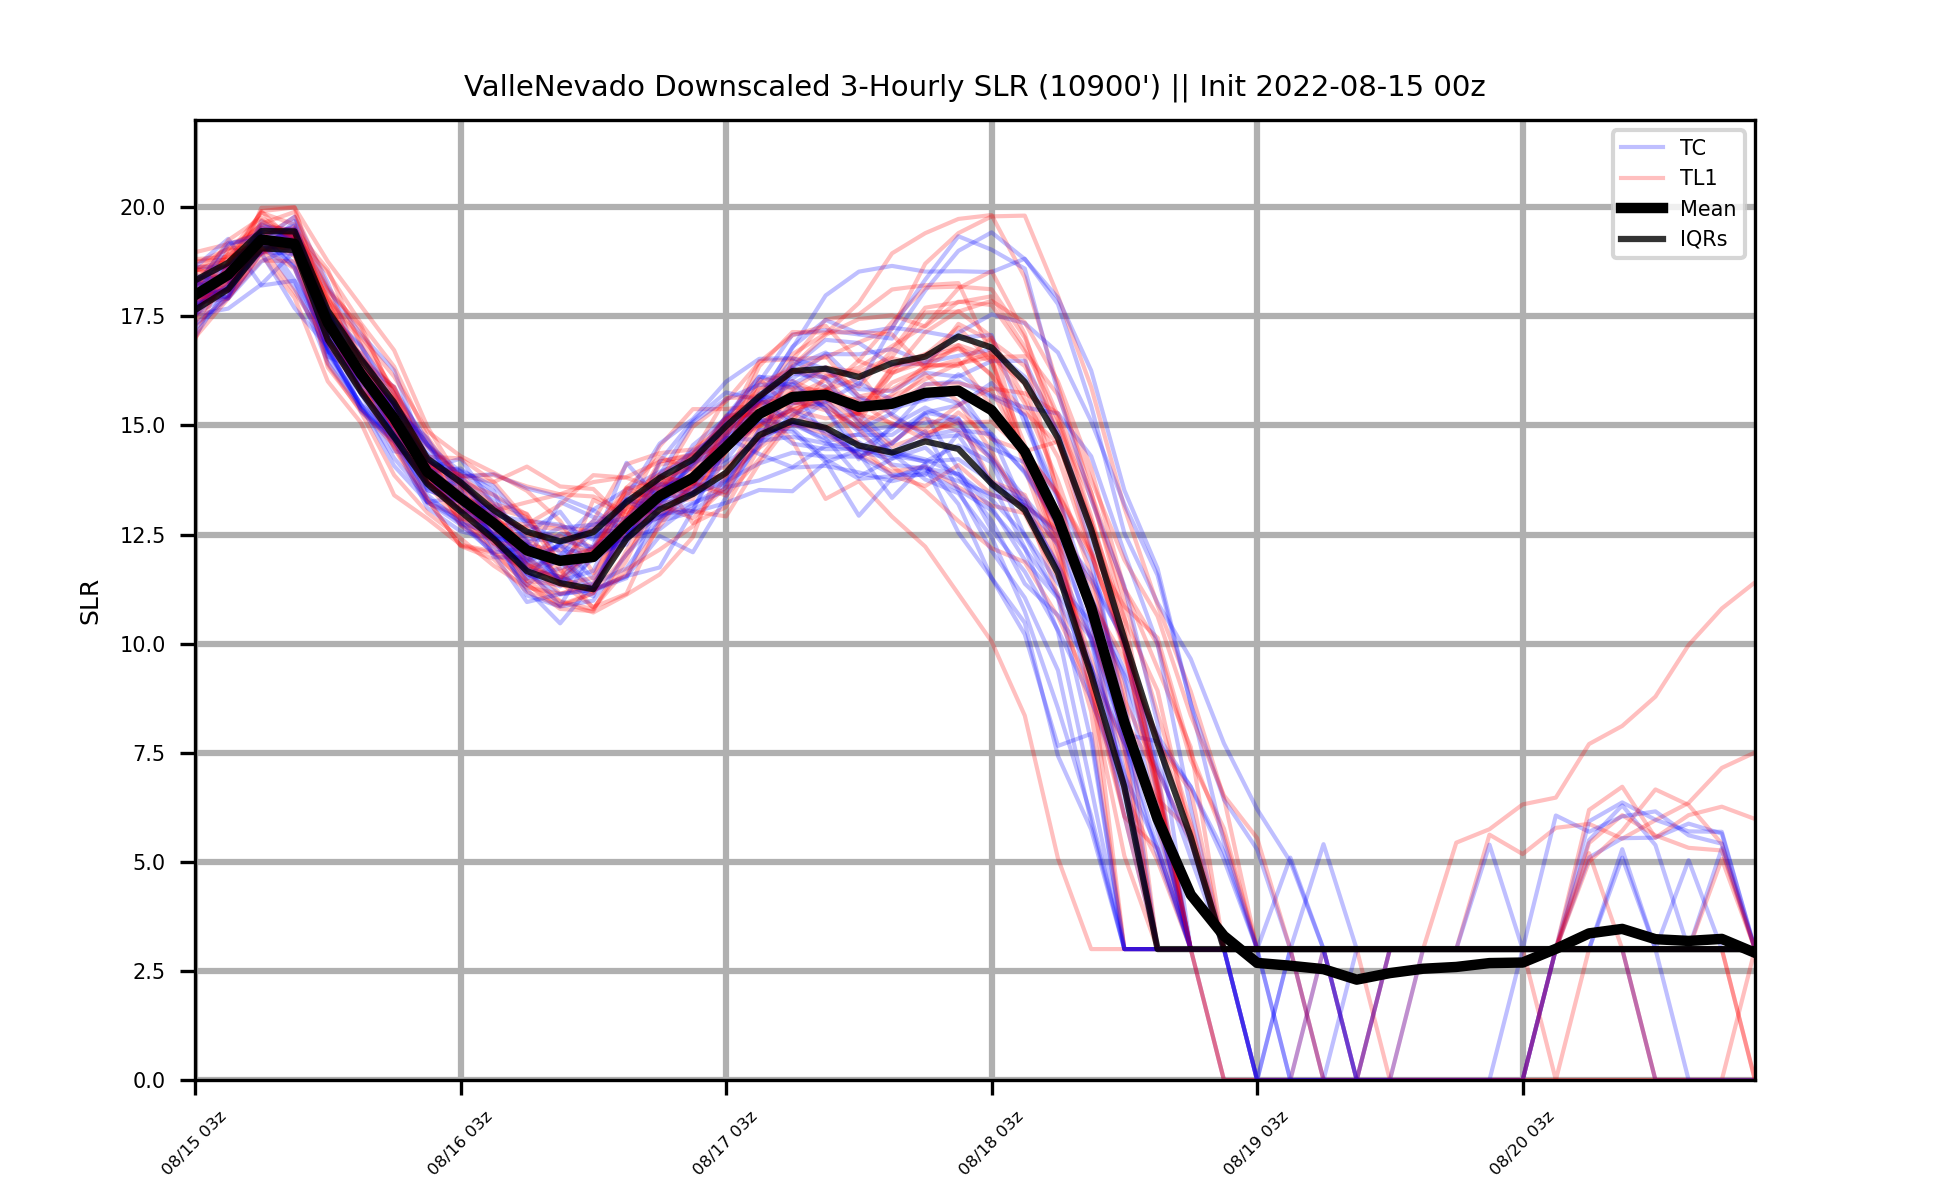 ValleNevado Downscaled 3-Hourly SLR (10900') || Init 2022-08-15 00z
TC
TL1
Mean
IQRs
SLR
20.0
17.5
15.0
12.5
10.0
7.5
5.0
2.5
0.0
08/15 03z
08/16 03z
08/17 03z
08/18 03z
08/19 03z
08/20 03z